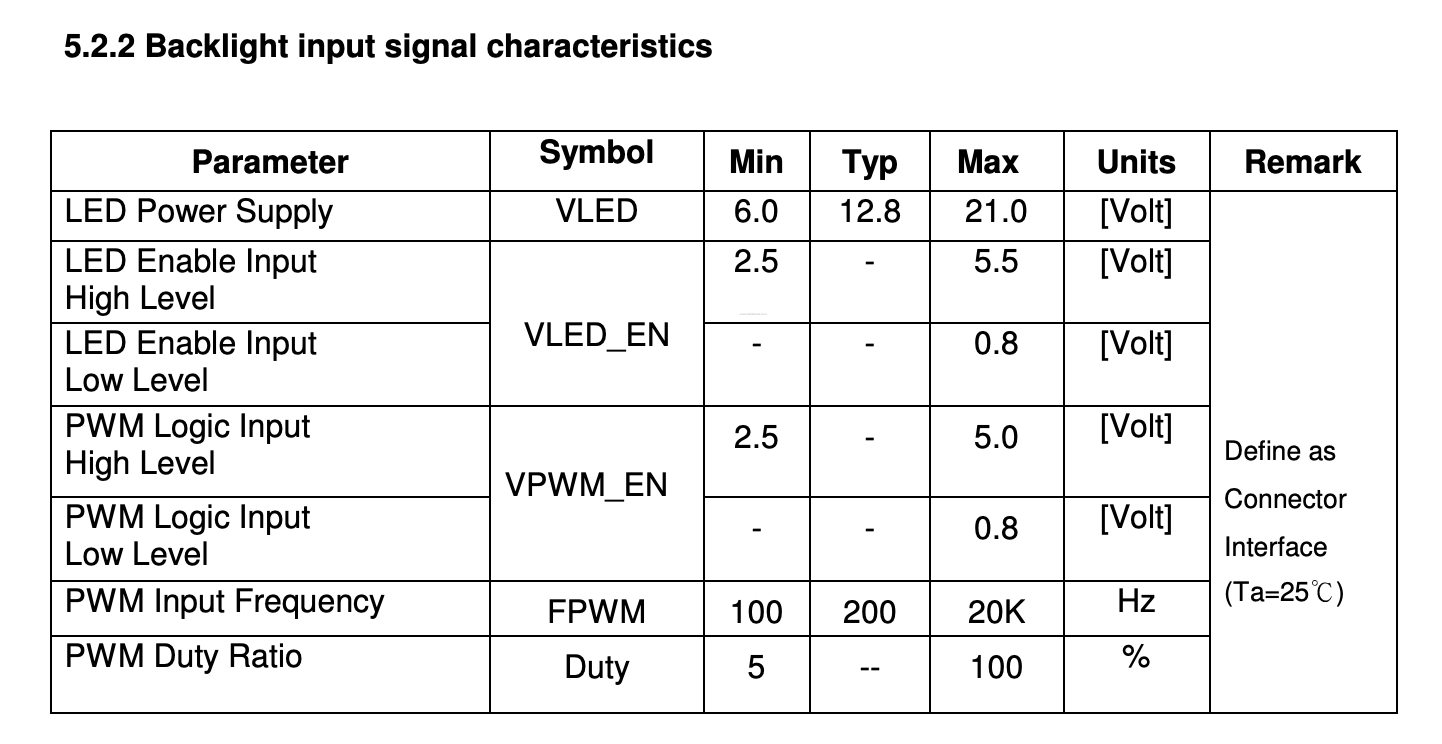 5.2.2 Backlight input signal characteristics
Parameter Symbol Min Typ Max Units Remark
LED Power Supply VLED 6.0 12.8 21.0 [Volt]
LED Enable Input
High Level
2.5 - 5.5 [Volt]
VLED_EN
LED Enable Input
Low Level
- - 0.8 [Volt]
PWM Logic Input
High Level
2.5 - 5.0 [Volt]
VPWM_EN
PWM Logic Input
Low Level
- - 0.8 [Volt]
PWM Input Frequency FPWM 100 200 20K Hz
PWM Duty Ratio Duty 5 -- 100 %
Define as
Connector
Interface
(Ta=25℃)